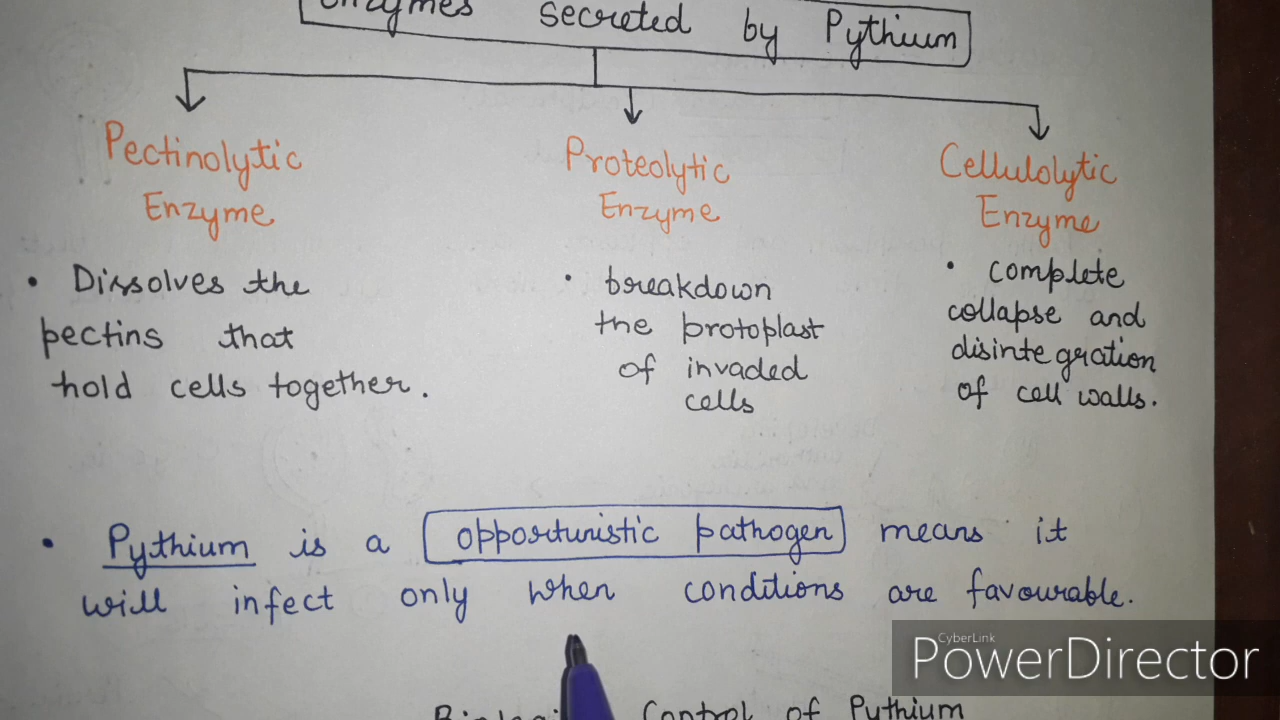 Enzymes secreted by Pythium
Pectinolytic
Enzyme
• Dissolves the
pectins that
hold cells together.
Proteolytic
Enzyme
• breakdown
the protoplast
of invaded
cells
Cellulolytic
Enzyme
• complete
collapse and
disintegration
of cell walls.
• Pythium is a opportunistic pathogen means it
will infect only when conditions are favourable.
Control of Pythium
CyberLink
PowerDirector